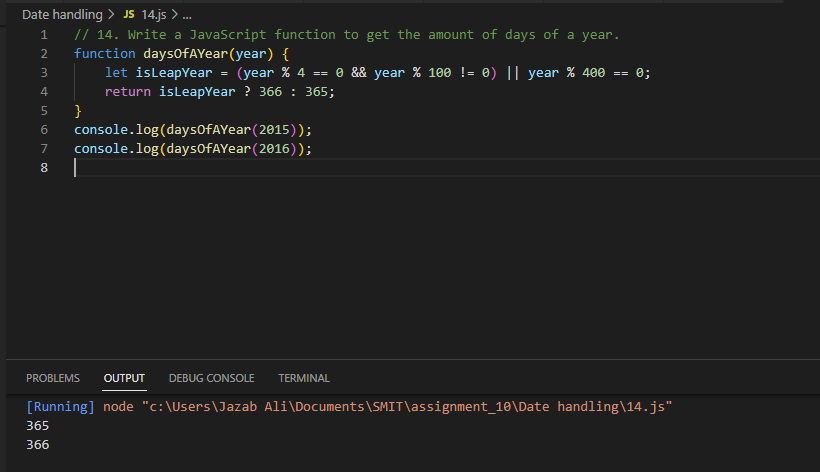 Date handling > JS 14.js > ...
1 // 14. Write a JavaScript function to get the amount of days of a year.
2 function daysOfAYear(year) {
3 let isLeapYear = (year % 4 == 0 && year % 100 != 0) || year % 400 == 0;
4 return isLeapYear ? 366 : 365;
5 }
6 console.log(daysOfAYear(2015));
7 console.log(daysOfAYear(2016));
8
PROBLEMS OUTPUT DEBUG CONSOLE TERMINAL
[Running] node "c:\Users\Jazab Ali\Documents\SMIT\assignment_10\Date handling\14.js"
365
366